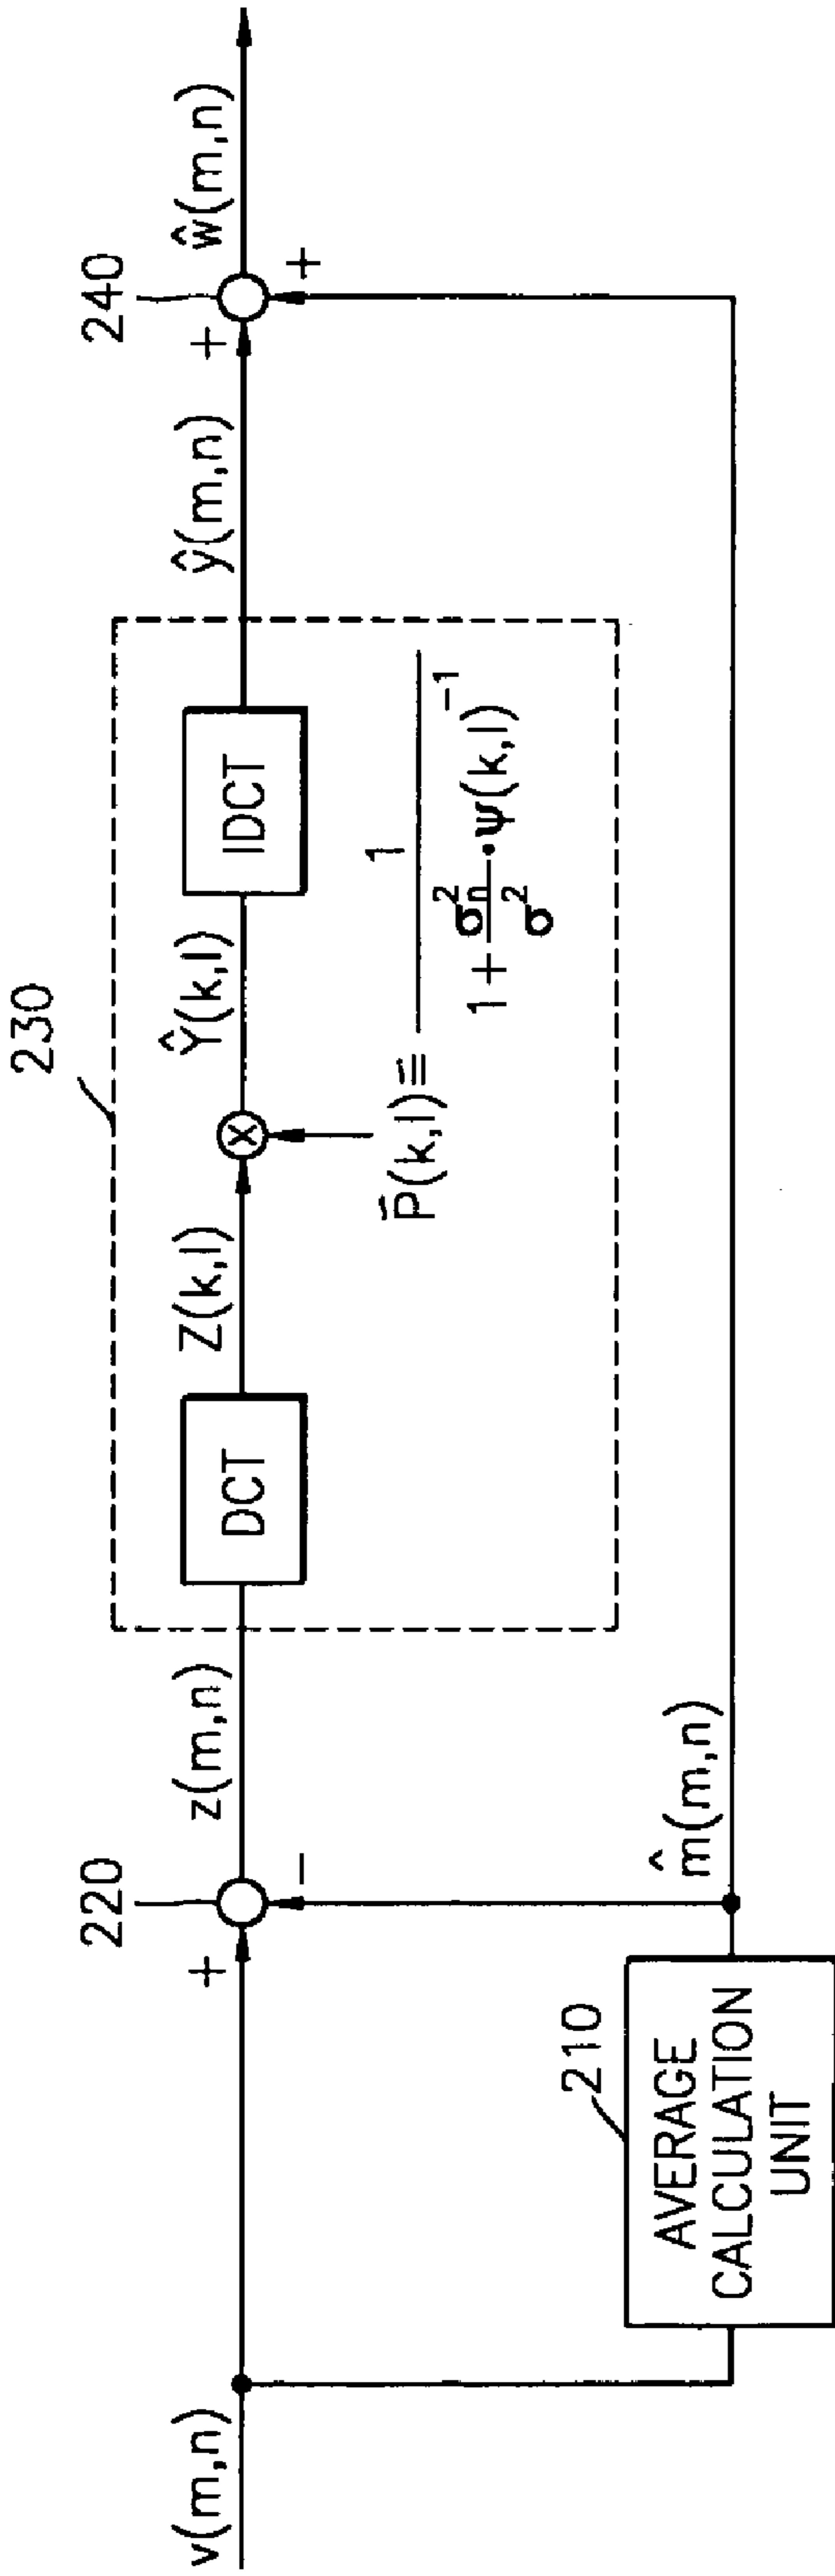 230
220
240
v(m,n)
+
−
z(m,n)
DCT
Z(k,l)
x
Ŷ(k,l)
IDCT
ŷ(m,n)
+
+
ŵ(m,n)
P̄(k,l) ≡ 1 / (1 + σn² / σ² · ψ(k,l)⁻¹)
210
AVERAGE
CALCULATION
UNIT
m̂(m,n)